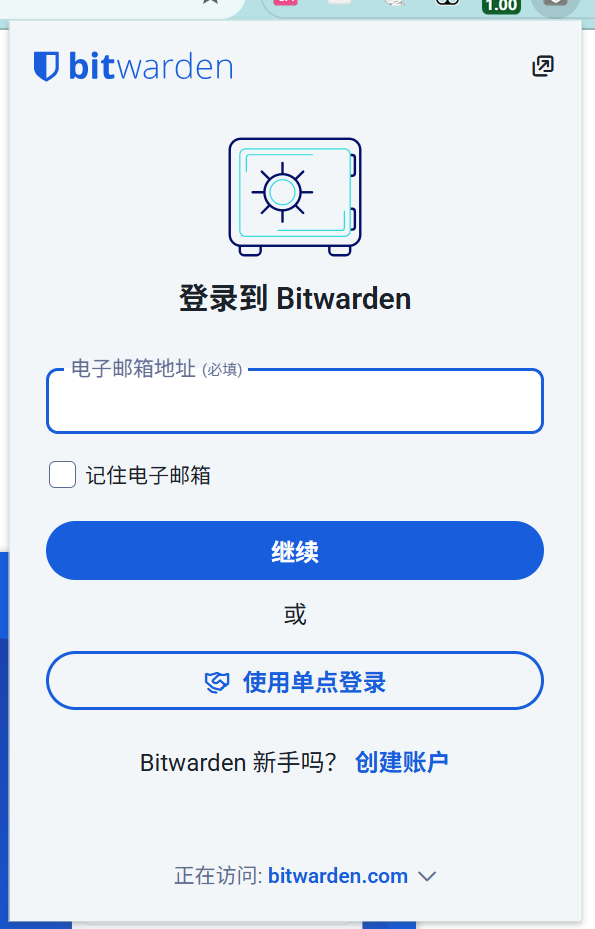 1.00
bitwarden
登录到 Bitwarden
电子邮箱地址 (必填)
记住电子邮箱
继续
或
使用单点登录
Bitwarden 新手吗? 创建账户
正在访问: bitwarden.com